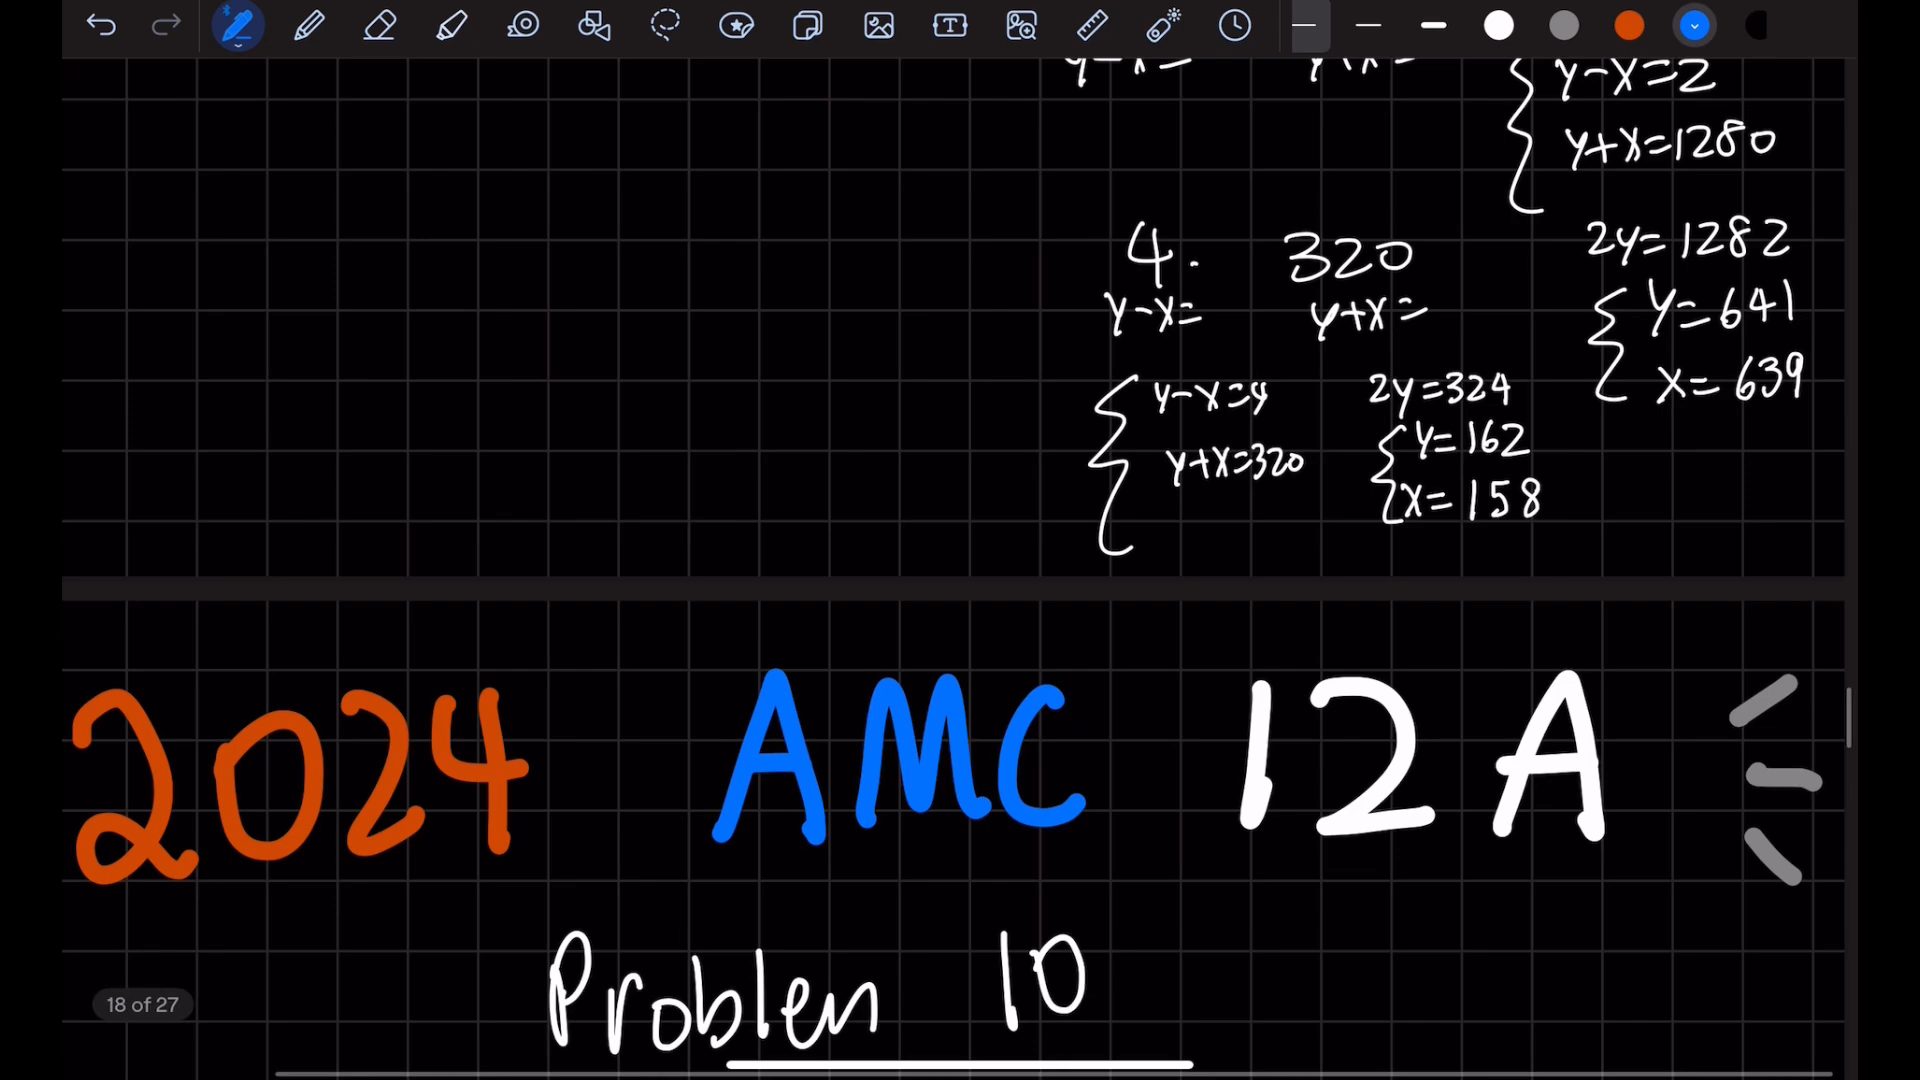 y-x=2
y+x=1280
4. 320
y-x= y+x=
2y=1282
y=641
x=639
y-x=4
y+x=320
2y=324
y=162
x=158
2024 AMC 12A
Problen 10
18 of 27